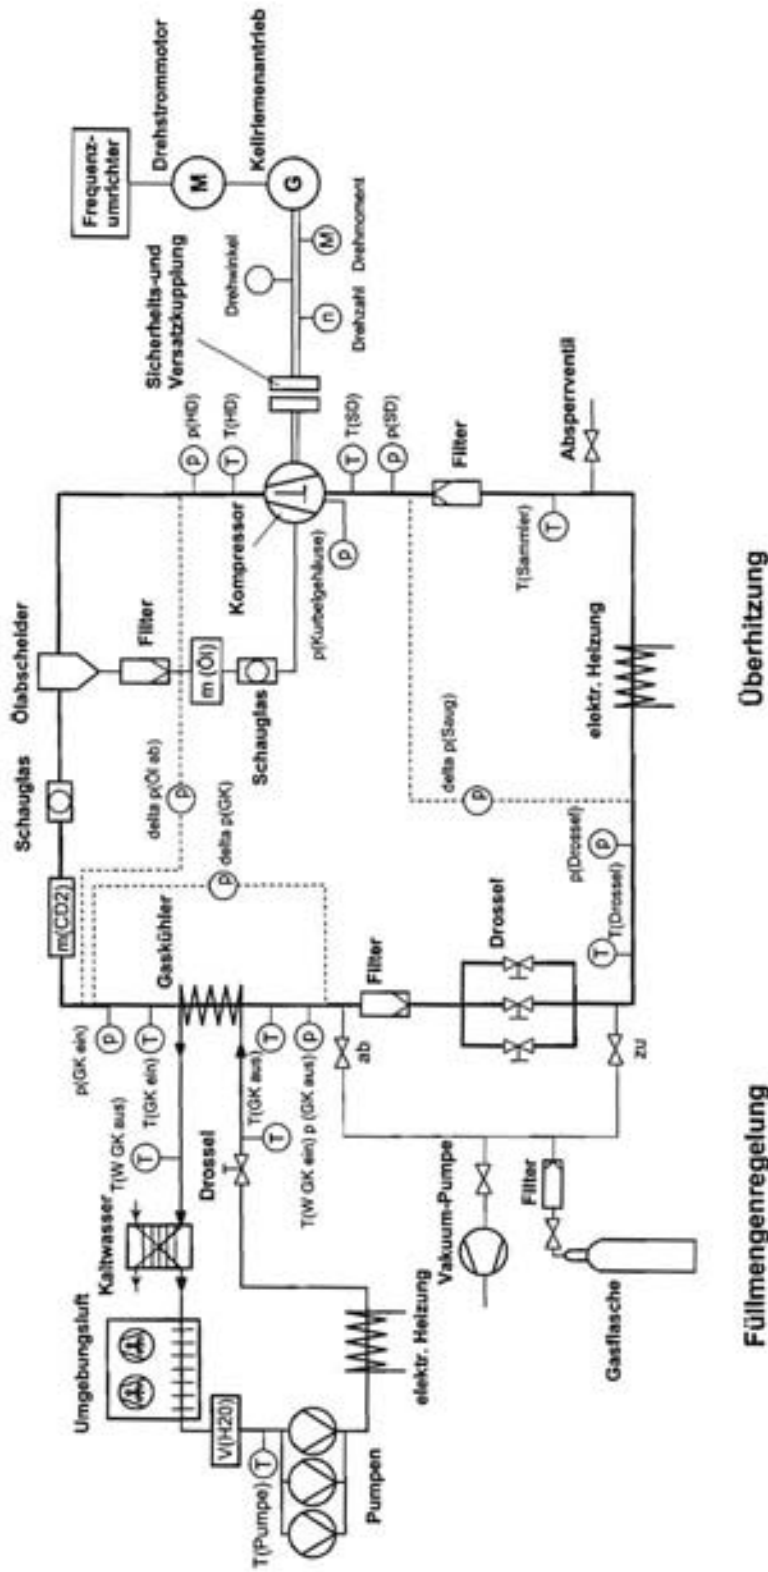 Frequenz-
umrichter
Drehstrommotor
M
Keilriemenantrieb
G
Drehwinkel
M
Drehmoment
n
Drehzahl
Sicherheits-und
Versatzkupplung
p(HD)
P
T(HD)
T
Kompressor
T(SD)
T
p(SD)
P
p(Kurbelgehäuse)
p
Filter
Absperrventil
T(Sammler)
T
elektr. Heizung
delta p(Saug)
P
Ölabscheider
Filter
m (Öl)
Schauglas
Schauglas
m(CO2)
delta p(Öl ab)
P
delta p(GK)
P
Gaskühler
p(GK ein)
P
T(GK ein)
T
T(W GK aus)
T
T(GK aus)
T
p (GK aus)
P
T(W GK ein)
T
Drossel
Filter
Drossel
p(Drossel)
P
T(Drossel)
T
ab
zu
Kaltwasser
Umgebungsluft
V(H20)
T(Pumpe)
T
Pumpen
elektr. Heizung
Vakuum-Pumpe
Filter
Gasflasche
Füllmengenregelung
Überhitzung